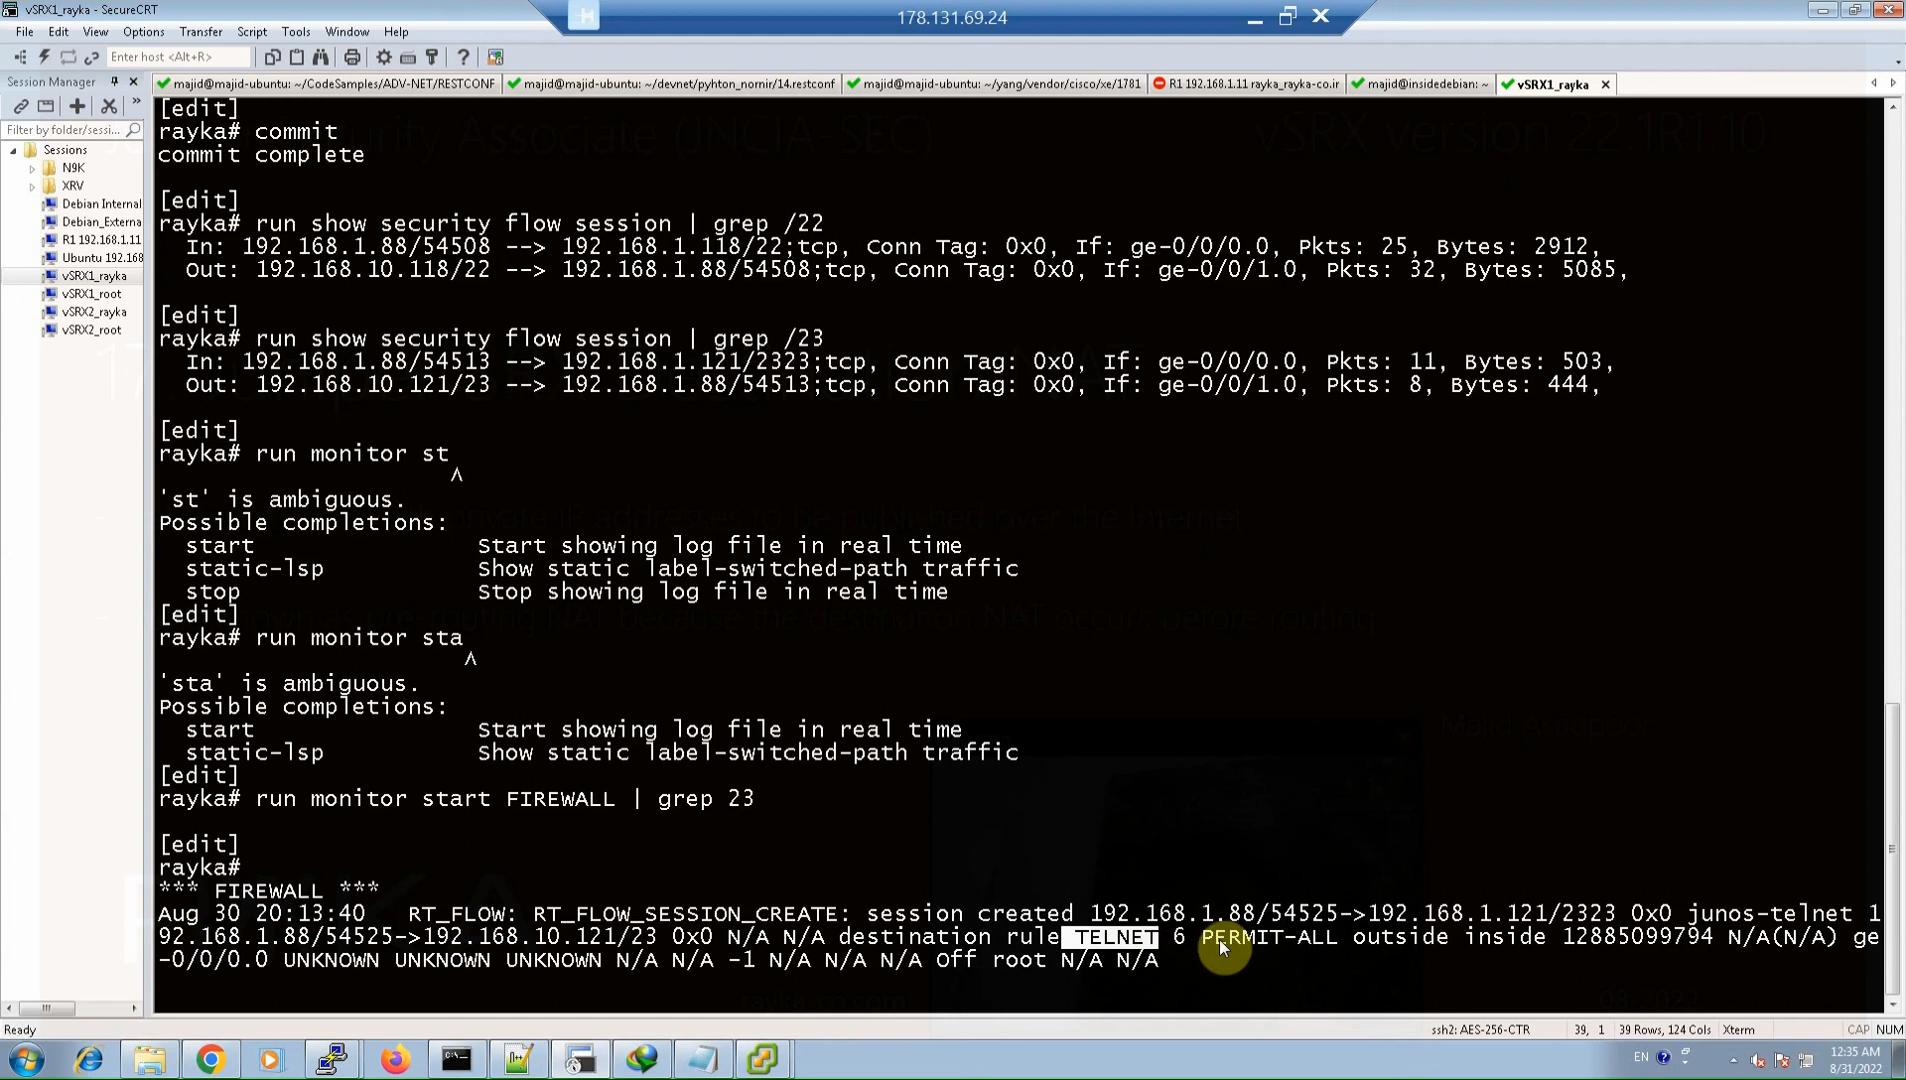 vSRX1_rayka - SecureCRT
178.131.69.24
File Edit View Options Transfer Script Tools Window Help
Enter host <Alt+R>
Session Manager
majid@majid-ubuntu: ~/CodeSamples/ADV-NET/RESTCONF
majid@majid-ubuntu: ~/devnet/pyhton_nornir/14.restconf
majid@majid-ubuntu: ~/yang/vendor/cisco/xe/1781
R1 192.168.1.11 rayka_rayka-co.ir
majid@insidedebian: ~
vSRX1_rayka
Filter by folder/sessi...
Sessions
N9K
XRV
Debian Internal
Debian_Externa
R1 192.168.1.11
Ubuntu 192.168
vSRX1_rayka
vSRX1_root
vSRX2_rayka
vSRX2_root
[edit]
rayka# commit
commit complete
vSRX version 22.1R1.10
[edit]
rayka# run show security flow session | grep /22
In: 192.168.1.88/54508 --> 192.168.1.118/22;tcp, Conn Tag: 0x0, If: ge-0/0/0.0, Pkts: 25, Bytes: 2912,
Out: 192.168.10.118/22 --> 192.168.1.88/54508;tcp, Conn Tag: 0x0, If: ge-0/0/1.0, Pkts: 32, Bytes: 5085,
[edit]
rayka# run show security flow session | grep /23
In: 192.168.1.88/54513 --> 192.168.1.121/2323;tcp, Conn Tag: 0x0, If: ge-0/0/0.0, Pkts: 11, Bytes: 503,
Out: 192.168.10.121/23 --> 192.168.1.88/54513;tcp, Conn Tag: 0x0, If: ge-0/0/1.0, Pkts: 8, Bytes: 444,
[edit]
rayka# run monitor st
^
'st' is ambiguous.
Possible completions:
start Start showing log file in real time
static-lsp Show static label-switched-path traffic
stop Stop showing log file in real time
[edit]
rayka# run monitor sta
^
'sta' is ambiguous.
Possible completions:
start Start showing log file in real time
static-lsp Show static label-switched-path traffic
[edit]
rayka# run monitor start FIREWALL | grep 23
[edit]
rayka#
*** FIREWALL ***
Aug 30 20:13:40 RT_FLOW: RT_FLOW_SESSION_CREATE: session created 192.168.1.88/54525->192.168.1.121/2323 0x0 junos-telnet 1
92.168.1.88/54525->192.168.10.121/23 0x0 N/A N/A destination rule TELNET 6 PERMIT-ALL outside inside 12885099794 N/A(N/A) ge
-0/0/0.0 UNKNOWN UNKNOWN UNKNOWN N/A N/A -1 N/A N/A N/A Off root N/A N/A
Ready
ssh2: AES-256-CTR 39, 1 39 Rows, 124 Cols Xterm CAP NUM
EN
12:35 AM
8/31/2022